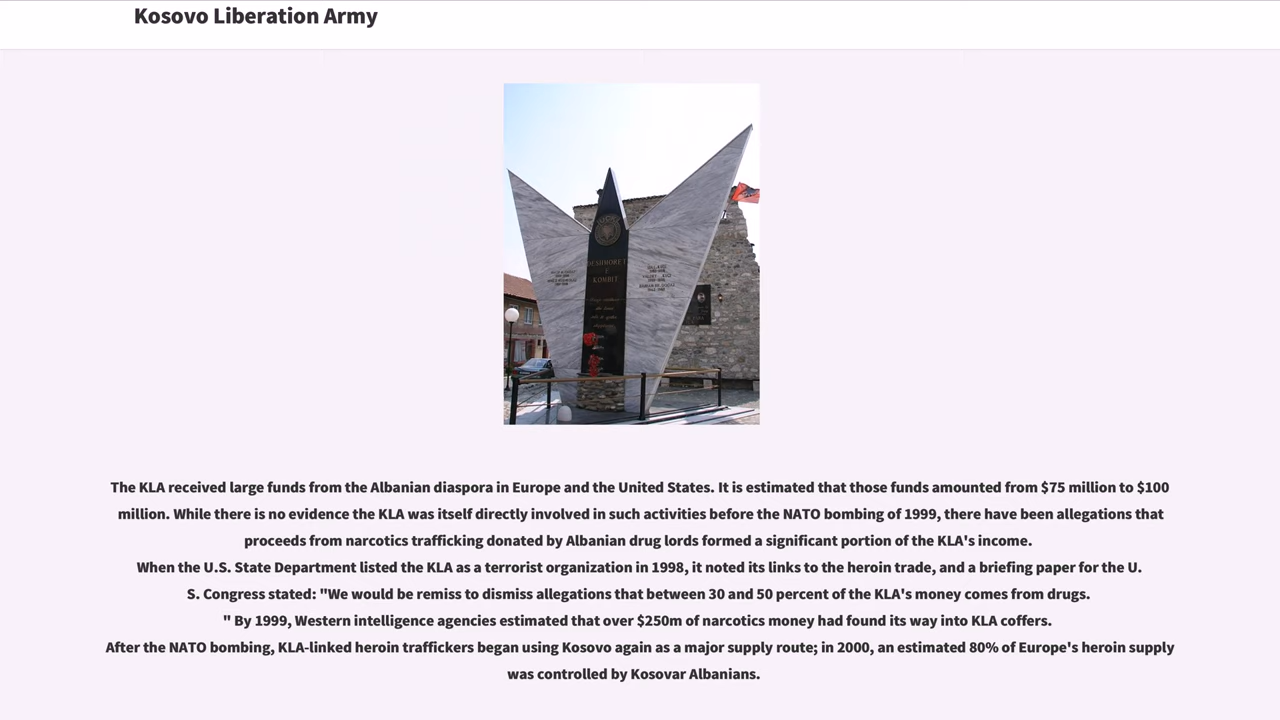 Kosovo Liberation Army
DESHMORET
E
KOMBIT
The KLA received large funds from the Albanian diaspora in Europe and the United States. It is estimated that those funds amounted from $75 million to $100
million. While there is no evidence the KLA was itself directly involved in such activities before the NATO bombing of 1999, there have been allegations that
proceeds from narcotics trafficking donated by Albanian drug lords formed a significant portion of the KLA's income.
When the U.S. State Department listed the KLA as a terrorist organization in 1998, it noted its links to the heroin trade, and a briefing paper for the U.
S. Congress stated: "We would be remiss to dismiss allegations that between 30 and 50 percent of the KLA's money comes from drugs.
" By 1999, Western intelligence agencies estimated that over $250m of narcotics money had found its way into KLA coffers.
After the NATO bombing, KLA-linked heroin traffickers began using Kosovo again as a major supply route; in 2000, an estimated 80% of Europe's heroin supply
was controlled by Kosovar Albanians.